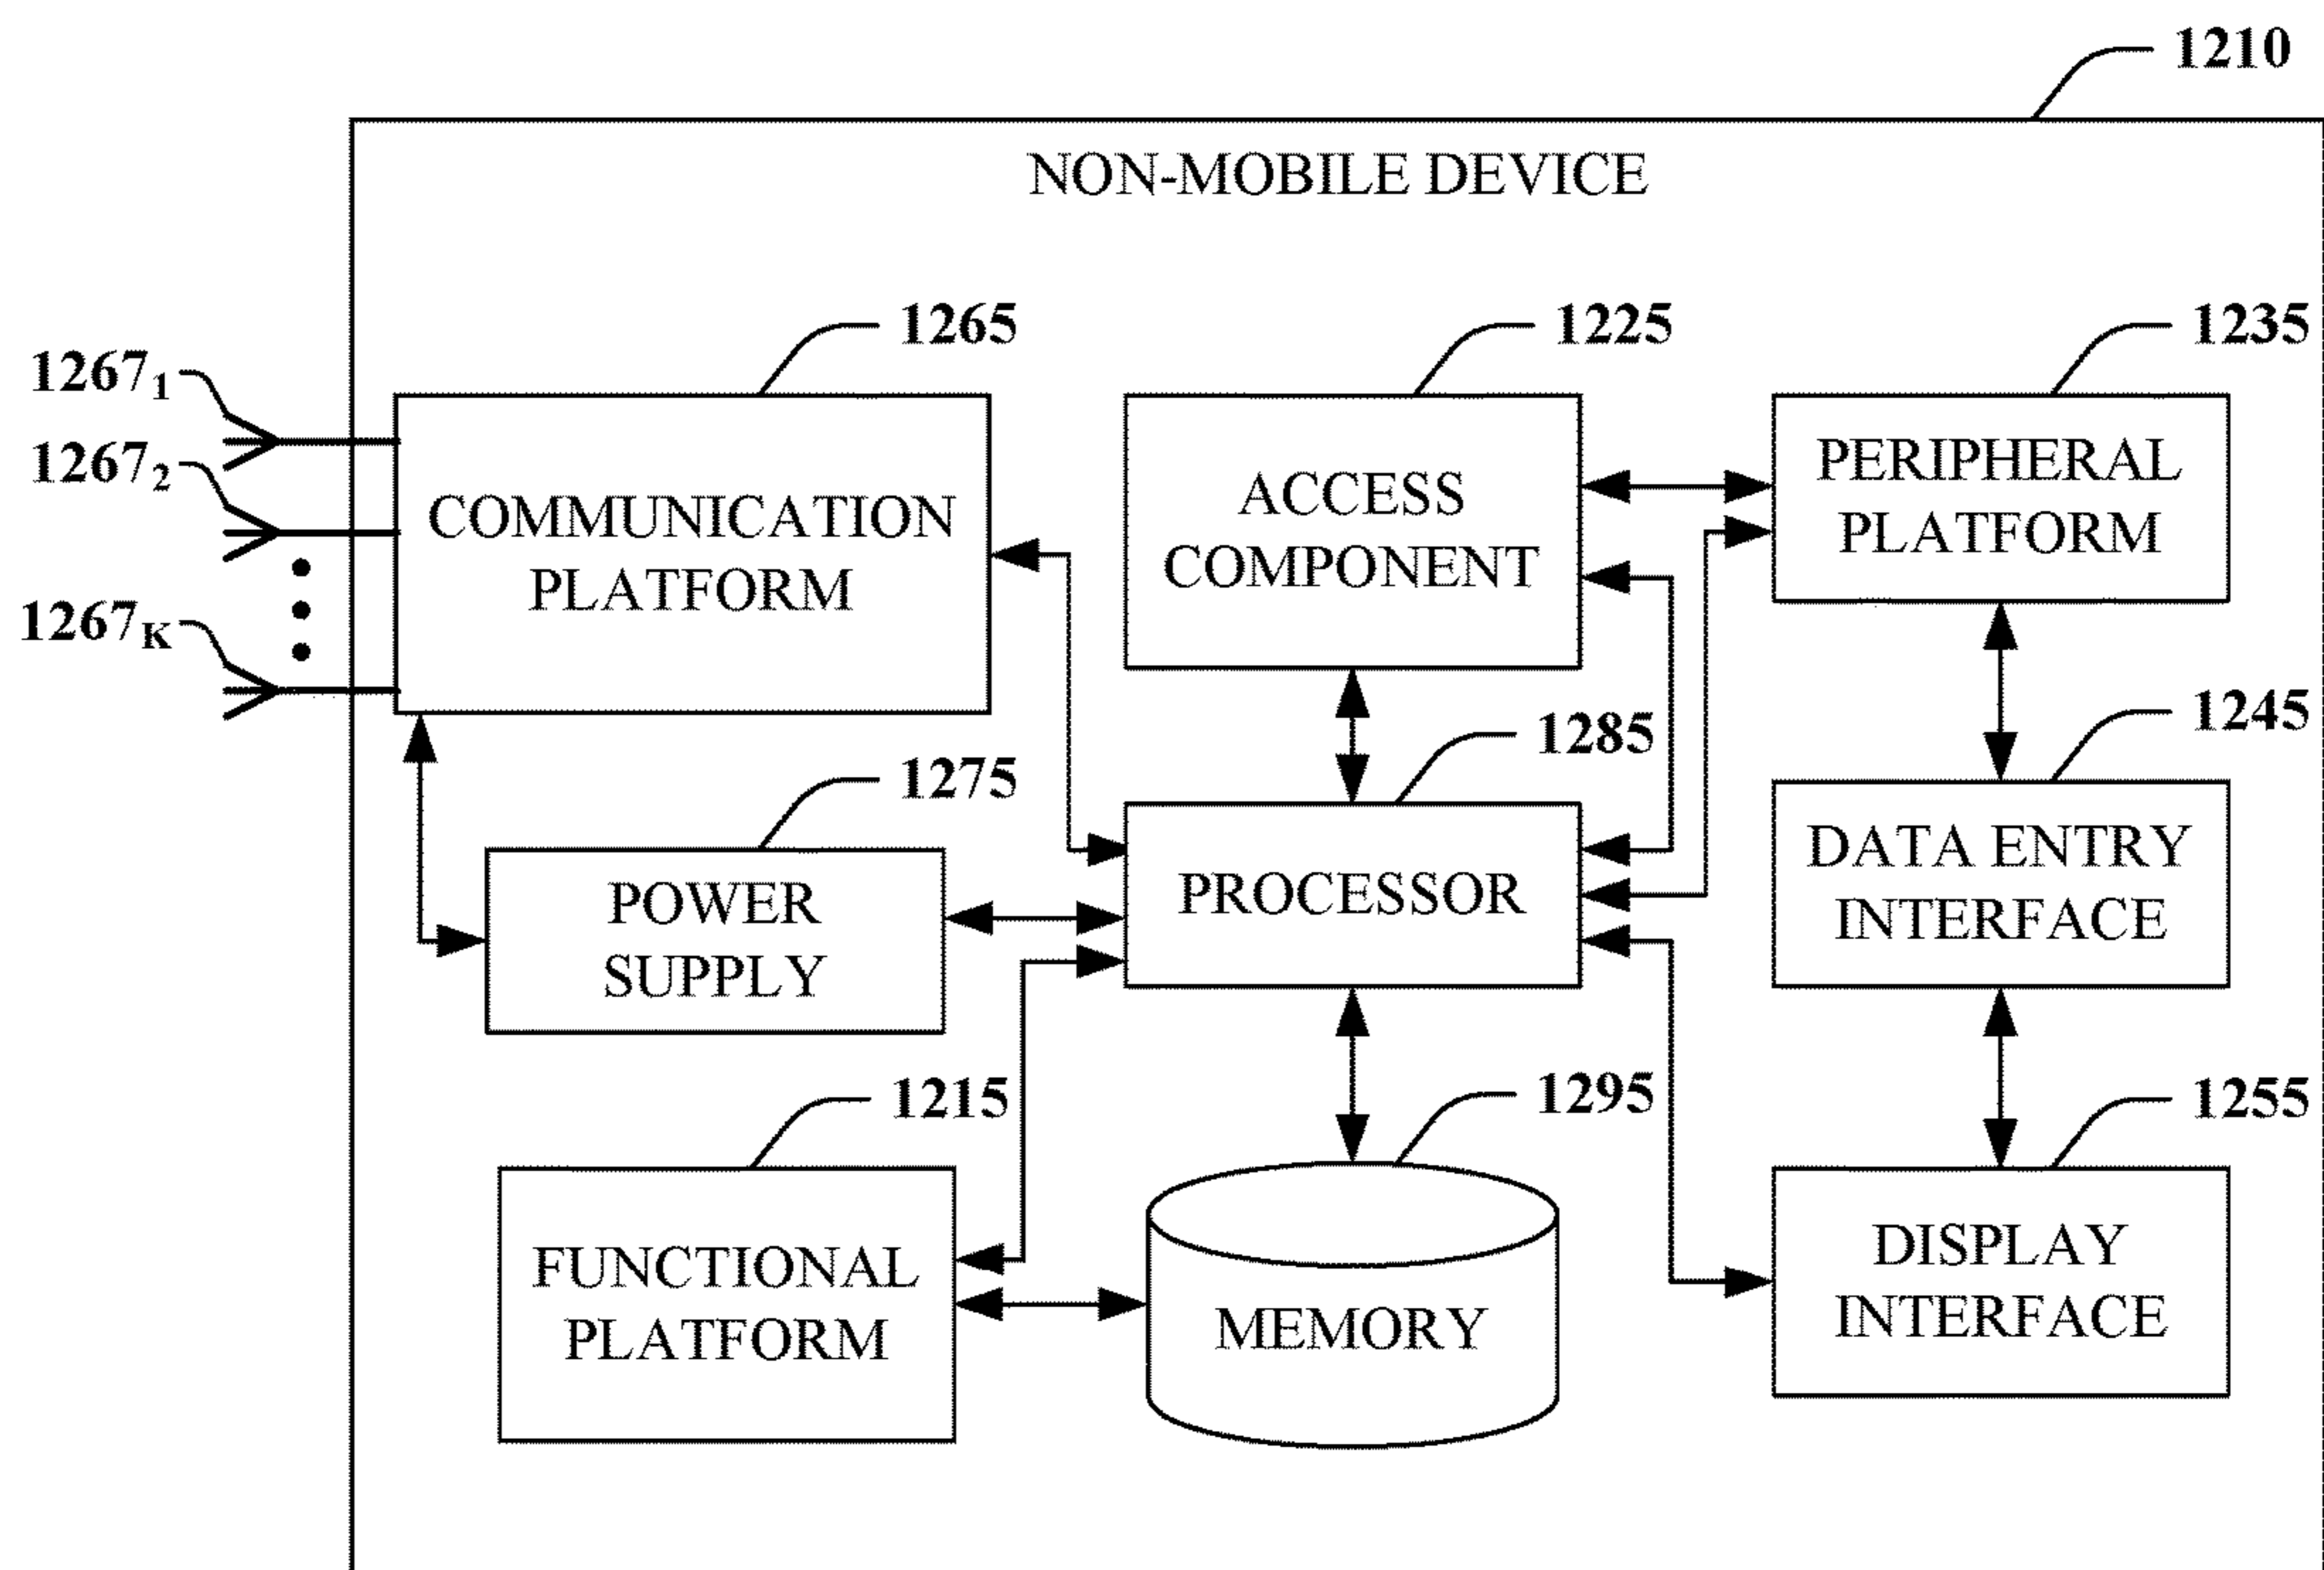 1210
NON-MOBILE DEVICE
1265
1225
1235
1267₁
1267₂
1267K
COMMUNICATION
PLATFORM
ACCESS
COMPONENT
PERIPHERAL
PLATFORM
1275
1285
1245
POWER
SUPPLY
PROCESSOR
DATA ENTRY
INTERFACE
1215
1295
1255
FUNCTIONAL
PLATFORM
MEMORY
DISPLAY
INTERFACE